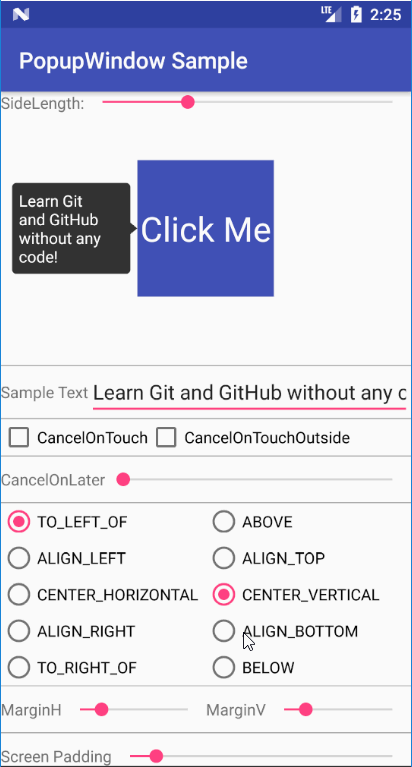 LTE 2:25
PopupWindow Sample
SideLength:
Learn Git
and GitHub
without any
code!
Click Me
Sample Text Learn Git and GitHub without any c
CancelOnTouch CancelOnTouchOutside
CancelOnLater
TO_LEFT_OF ABOVE
ALIGN_LEFT ALIGN_TOP
CENTER_HORIZONTAL CENTER_VERTICAL
ALIGN_RIGHT ALIGN_BOTTOM
TO_RIGHT_OF BELOW
MarginH MarginV
Screen Padding